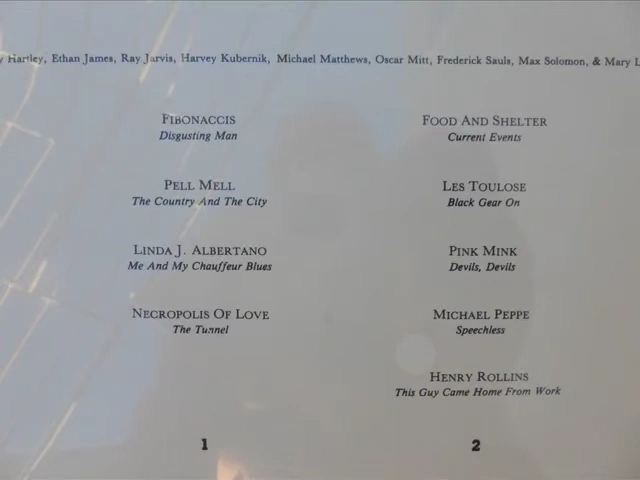 Hartley, Ethan James, Ray Jarvis, Harvey Kubernik, Michael Matthews, Oscar Mitt, Frederick Sauls, Max Solomon, & Mary L
FIBONACCIS
Disgusting Man
PELL MELL
The Country And The City
LINDA J. ALBERTANO
Me And My Chauffeur Blues
NECROPOLIS OF LOVE
The Tunnel
1
FOOD AND SHELTER
Current Events
LES TOULOSE
Black Gear On
PINK MINK
Devils, Devils
MICHAEL PEPPE
Speechless
HENRY ROLLINS
This Guy Came Home From Work
2